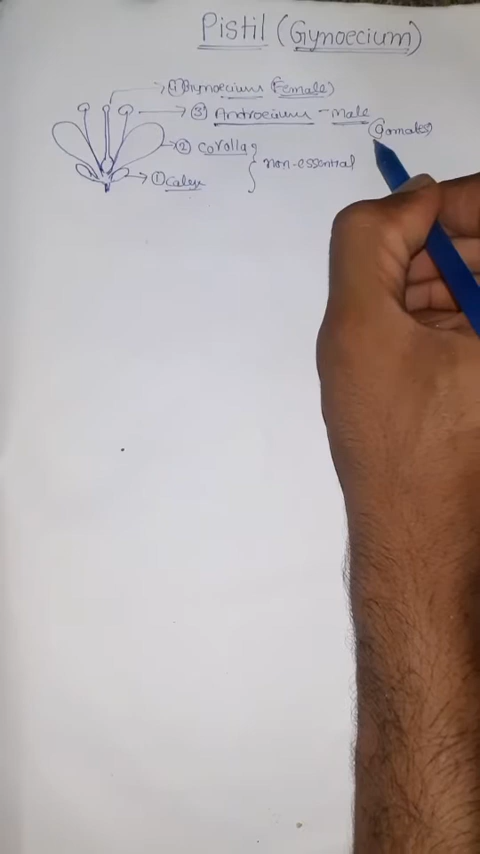 Pistil (Gynoecium)
④ Gynoecium (Female)
③ Androecium - Male
(gamates)
② Corolla
non-essential
① Calyx